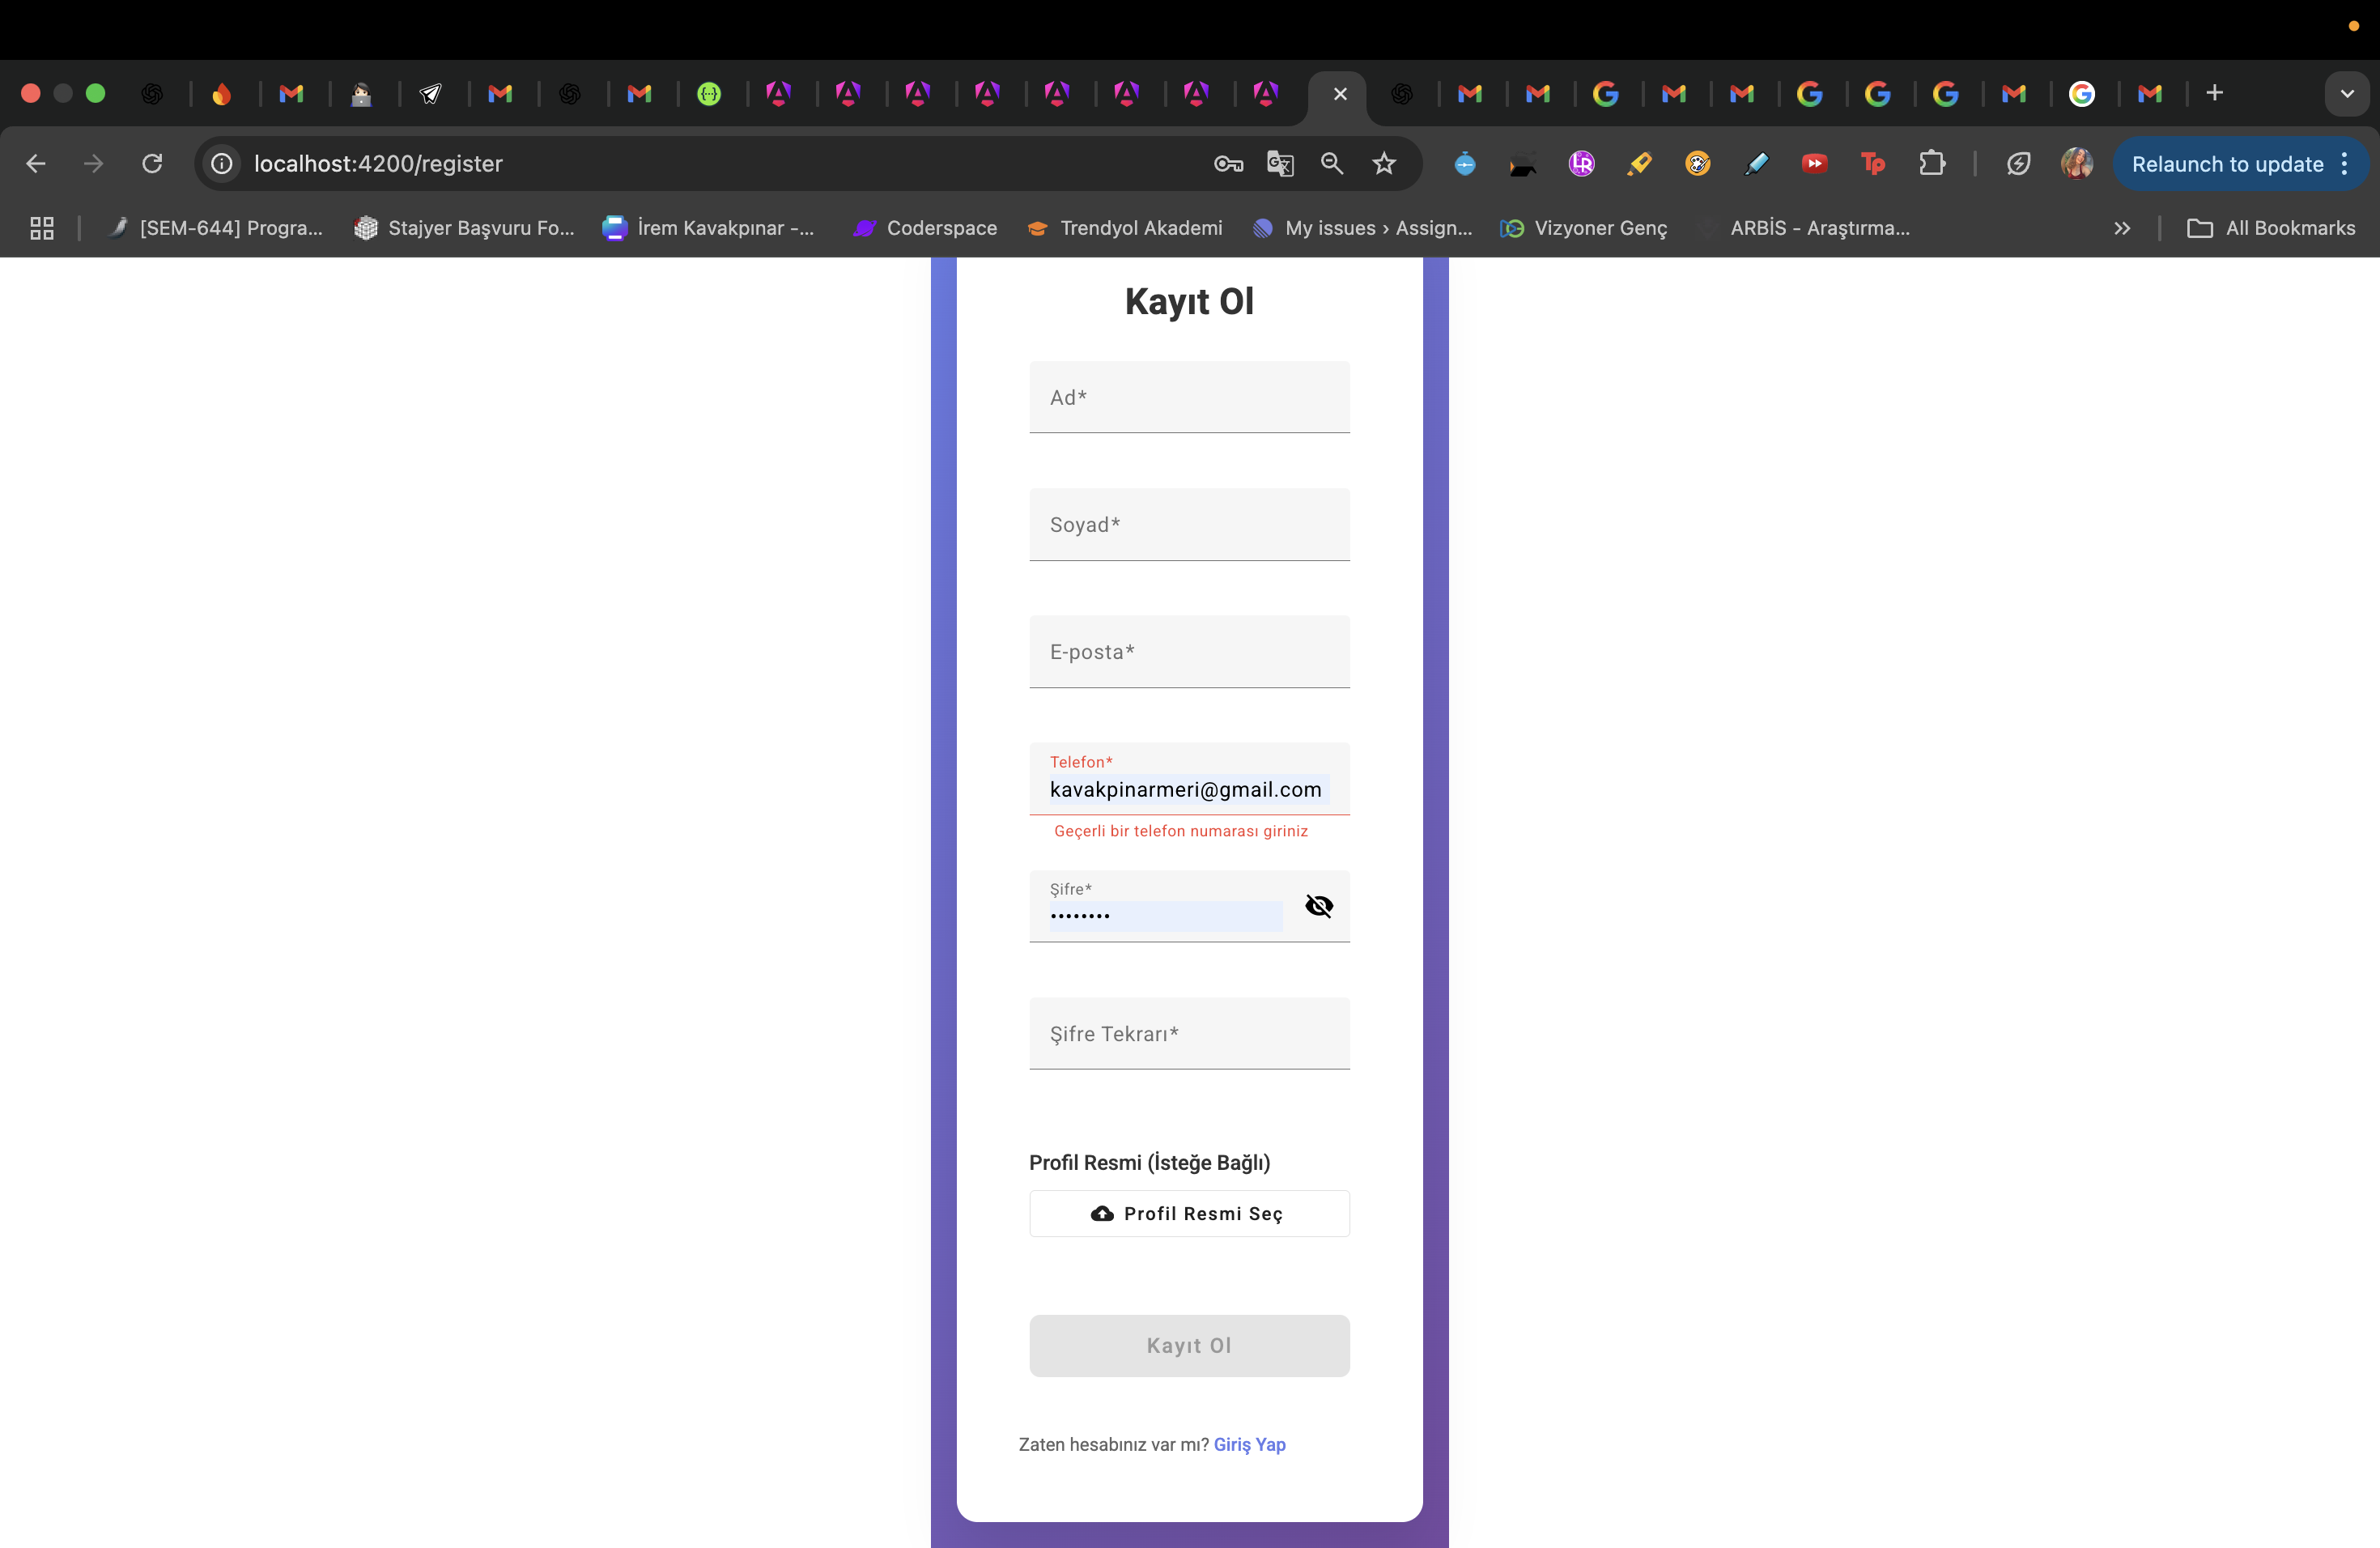 localhost:4200/register
Relaunch to update
[SEM-644] Progra...
Stajyer Başvuru Fo...
İrem Kavakpınar -...
Coderspace
Trendyol Akademi
My issues › Assign...
Vizyoner Genç
ARBİS - Araştırma...
All Bookmarks
Kayıt Ol
Ad*
Soyad*
E-posta*
Telefon*
kavakpinarmeri@gmail.com
Geçerli bir telefon numarası giriniz
Şifre*
••••••••
Şifre Tekrarı*
Profil Resmi (İsteğe Bağlı)
Profil Resmi Seç
Kayıt Ol
Zaten hesabınız var mı? Giriş Yap